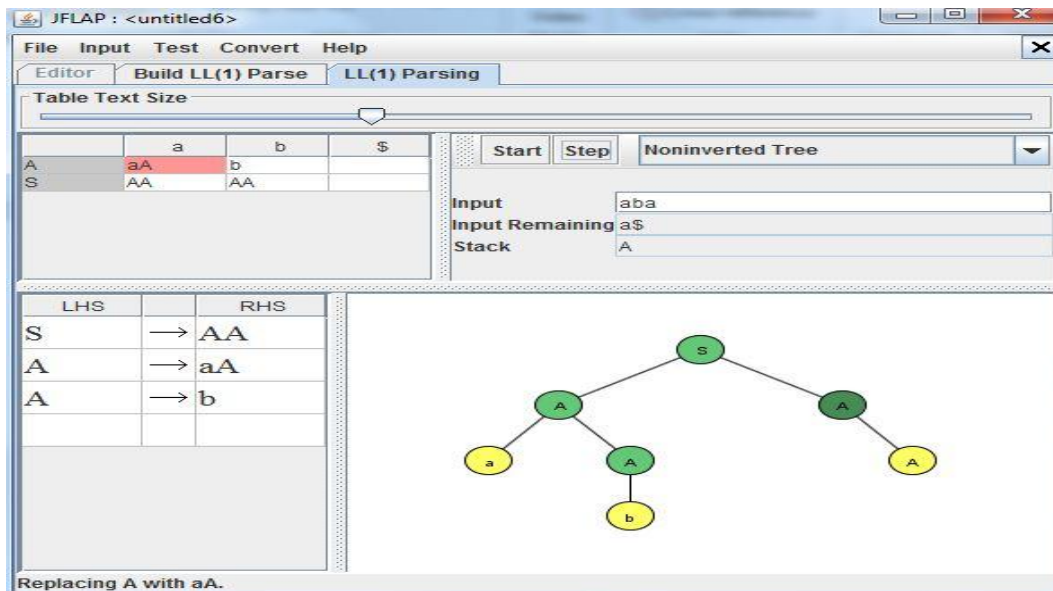 JFLAP : <untitled6>
File Input Test Convert Help
Editor Build LL(1) Parse LL(1) Parsing
Table Text Size
a b $
A aA b
S AA AA
Start Step Noninverted Tree
Input aba
Input Remaining a$
Stack A
LHS RHS
S → AA
A → aA
A → b
S
A A
a A A
b
Replacing A with aA.